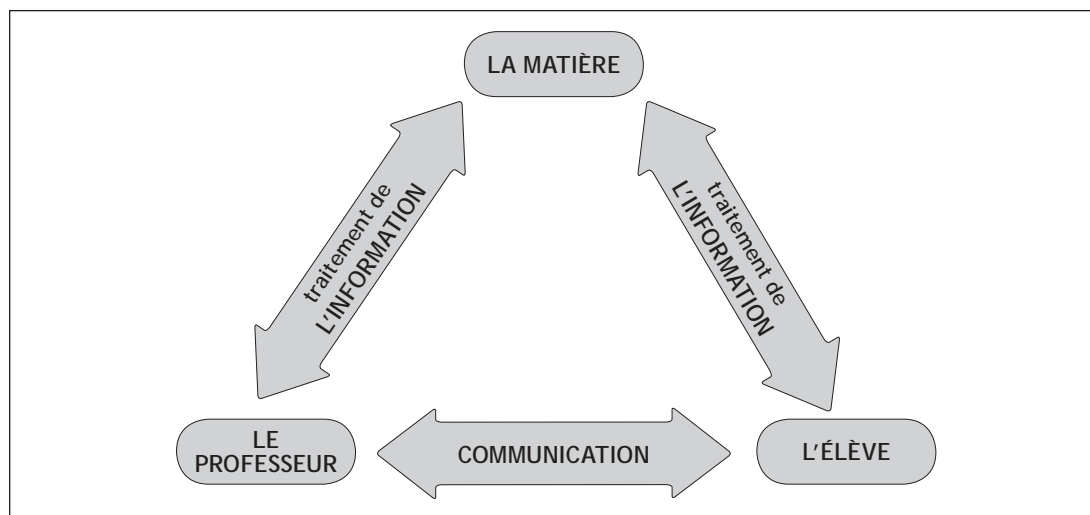 LA MATIÈRE
traitement de
L'INFORMATION
traitement de
L'INFORMATION
LE
PROFESSEUR
COMMUNICATION
L'ÉLÈVE